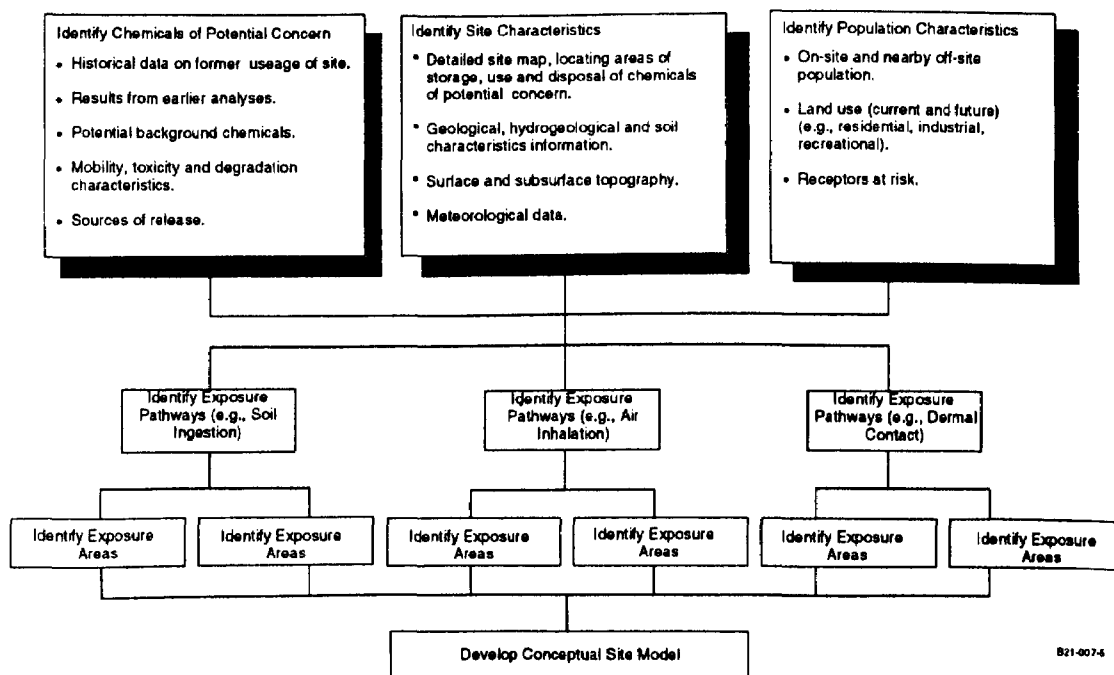 Identify Chemicals of Potential Concern
• Historical data on former useage of site.
• Results from earlier analyses.
• Potential background chemicals.
• Mobility, toxicity and degradation
characteristics.
• Sources of release.
Identify Site Characteristics
• Detailed site map, locating areas of
storage, use and disposal of chemicals
of potential concern.
• Geological, hydrogeological and soil
characteristics information.
• Surface and subsurface topography.
• Meteorological data.
Identify Population Characteristics
• On-site and nearby off-site
population.
• Land use (current and future)
(e.g., residential, industrial,
recreational).
• Receptors at risk.
Identify Exposure
Pathways (e.g., Soil
Ingestion)
Identify Exposure
Pathways (e.g., Air
Inhalation)
Identify Exposure
Pathways (e.g., Dermal
Contact)
Identify Exposure
Areas
Identify Exposure
Areas
Identify Exposure
Areas
Identify Exposure
Areas
Identify Exposure
Areas
Identify Exposure
Areas
Develop Conceptual Site Model
B21-007-5